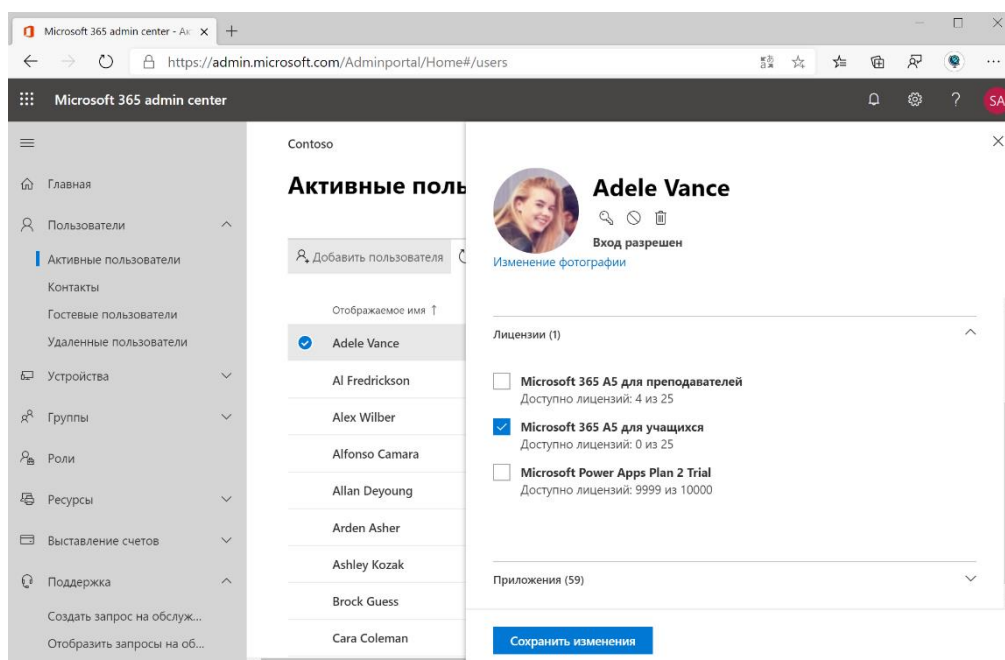 Microsoft 365 admin center - Ак
https://admin.microsoft.com/Adminportal/Home#/users
Microsoft 365 admin center
SA
Главная
Пользователи
Активные пользователи
Контакты
Гостевые пользователи
Удаленные пользователи
Устройства
Группы
Роли
Ресурсы
Выставление счетов
Поддержка
Создать запрос на обслуж...
Отобразить запросы на об...
Contoso
Активные поль
Добавить пользователя
Отображаемое имя ↑
Adele Vance
Al Fredrickson
Alex Wilber
Alfonso Camara
Allan Deyoung
Arden Asher
Ashley Kozak
Brock Guess
Cara Coleman
Adele Vance
Вход разрешен
Изменение фотографии
Лицензии (1)
Microsoft 365 A5 для преподавателей
Доступно лицензий: 4 из 25
Microsoft 365 A5 для учащихся
Доступно лицензий: 0 из 25
Microsoft Power Apps Plan 2 Trial
Доступно лицензий: 9999 из 10000
Приложения (59)
Сохранить изменения